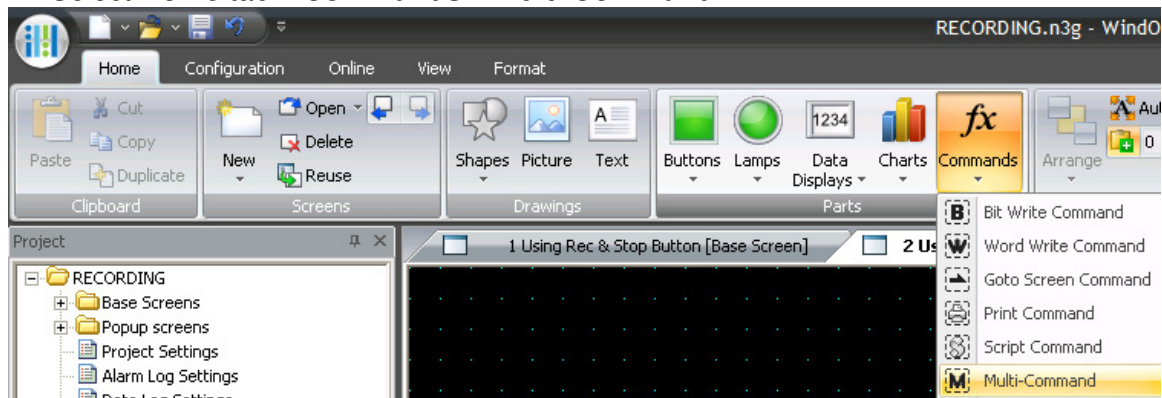 RECORDING.n3g - WindO
Home Configuration Online View Format
Cut
Copy
Duplicate
Paste
Clipboard
New
Open
Delete
Reuse
Screens
Shapes Picture Text
Drawings
1234
Buttons Lamps Data Displays Charts Commands
Parts
fx
Arrange
Aut
0
Project
RECORDING
Base Screens
Popup screens
Project Settings
Alarm Log Settings
1 Using Rec & Stop Button [Base Screen]
2 Us
B Bit Write Command
W Word Write Command
Goto Screen Command
Print Command
S Script Command
M Multi-Command